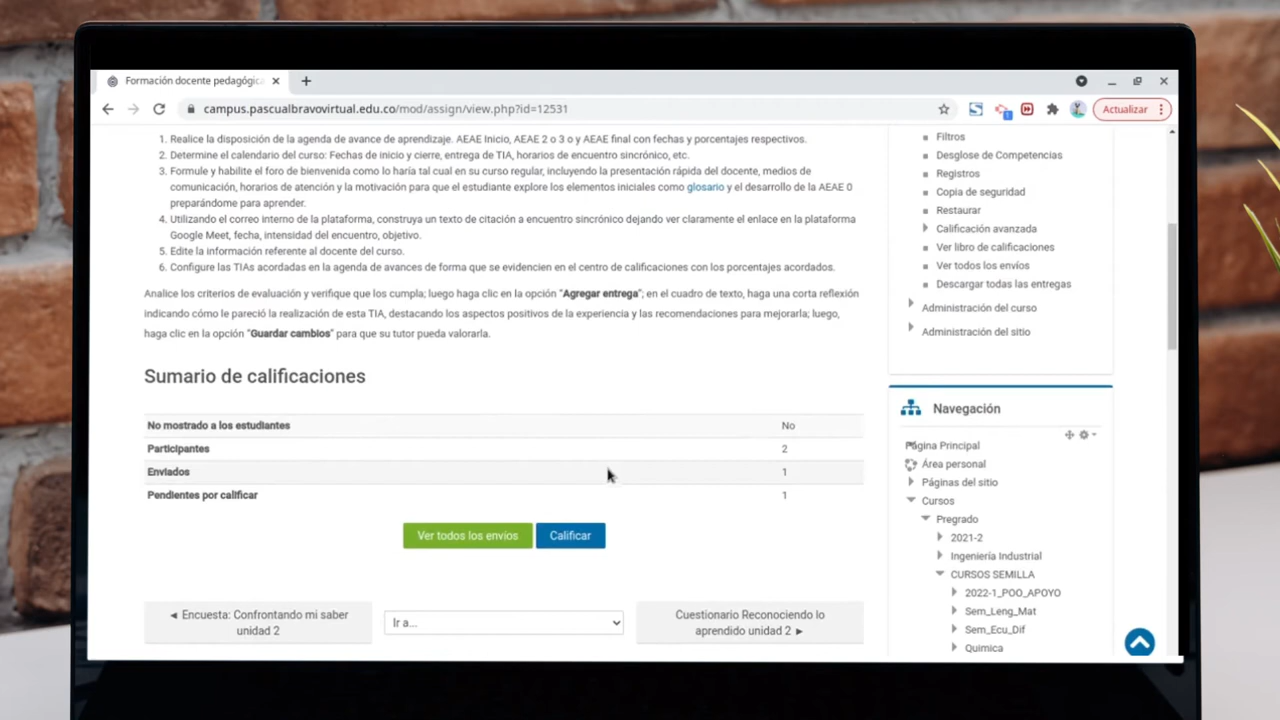 Formación docente pedagógica
campus.pascualbravovirtual.edu.co/mod/assign/view.php?id=12531
Actualizar
1. Realice la disposición de la agenda de avance de aprendizaje. AEAE Inicio, AEAE 2 o 3 o y AEAE final con fechas y porcentajes respectivos.
2. Determine el calendario del curso: Fechas de inicio y cierre, entrega de TIA, horarios de encuentro sincrónico, etc.
3. Formule y habilite el foro de bienvenida como lo haría tal cual en su curso regular, incluyendo la presentación rápida del docente, medios de
comunicación, horarios de atención y la motivación para que el estudiante explore los elementos iniciales como glosario y el desarrollo de la AEAE 0
preparándome para aprender.
4. Utilizando el correo interno de la plataforma, construya un texto de citación a encuentro sincrónico dejando ver claramente el enlace en la plataforma
Google Meet, fecha, intensidad del encuentro, objetivo.
5. Edite la información referente al docente del curso.
6. Configure las TIAs acordadas en la agenda de avances de forma que se evidencien en el centro de calificaciones con los porcentajes acordados.
Analice los criterios de evaluación y verifique que los cumpla; luego haga clic en la opción "Agregar entrega"; en el cuadro de texto, haga una corta reflexión
indicando cómo le pareció la realización de esta TIA, destacando los aspectos positivos de la experiencia y las recomendaciones para mejorarla; luego,
haga clic en la opción "Guardar cambios" para que su tutor pueda valorarla.
Sumario de calificaciones
No mostrado a los estudiantes No
Participantes 2
Enviados 1
Pendientes por calificar 1
Ver todos los envíos Calificar
◄ Encuesta: Confrontando mi saber
unidad 2
Ir a...
Cuestionario Reconociendo lo
aprendido unidad 2 ►
Filtros
Desglose de Competencias
Registros
Copia de seguridad
Restaurar
Calificación avanzada
Ver libro de calificaciones
Ver todos los envíos
Descargar todas las entregas
Administración del curso
Administración del sitio
Navegación
Página Principal
Área personal
Páginas del sitio
Cursos
Pregrado
2021-2
Ingeniería Industrial
CURSOS SEMILLA
2022-1_POO_APOYO
Sem_Leng_Mat
Sem_Ecu_Dif
Quimica